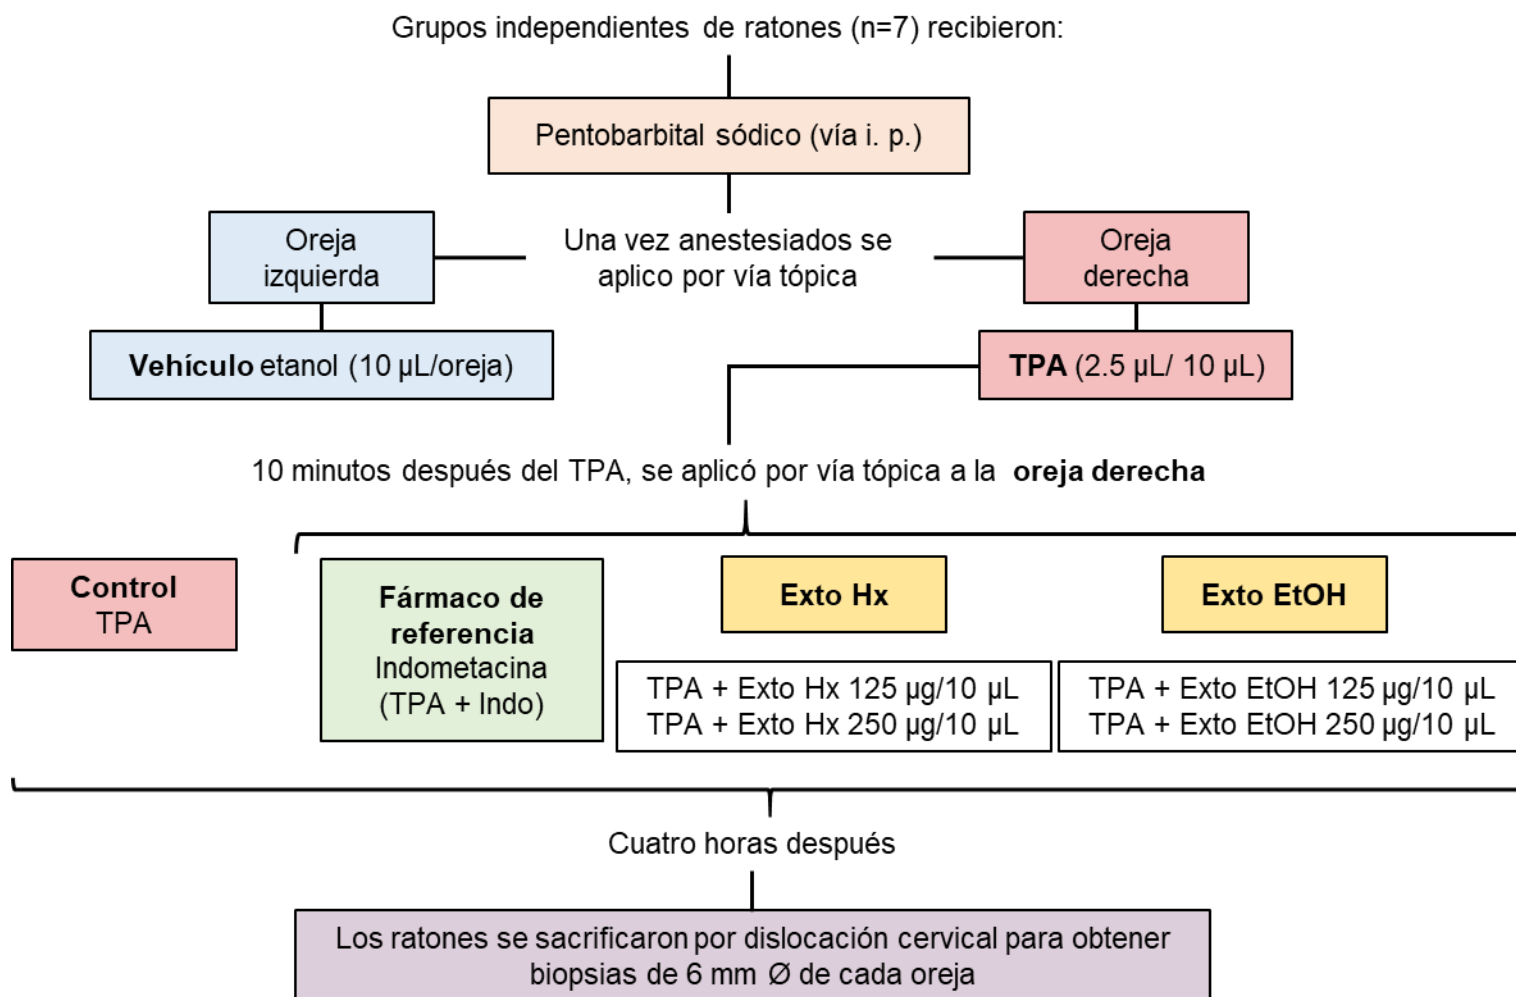 Grupos independientes de ratones (n=7) recibieron:
Pentobarbital sódico (vía i. p.)
Oreja
izquierda
Una vez anestesiados se
aplico por vía tópica
Oreja
derecha
Vehículo etanol (10 µL/oreja)
TPA (2.5 µL/ 10 µL)
10 minutos después del TPA, se aplicó por vía tópica a la oreja derecha
Control
TPA
Fármaco de
referencia
Indometacina
(TPA + Indo)
Exto Hx
TPA + Exto Hx 125 µg/10 µL
TPA + Exto Hx 250 µg/10 µL
Exto EtOH
TPA + Exto EtOH 125 µg/10 µL
TPA + Exto EtOH 250 µg/10 µL
Cuatro horas después
Los ratones se sacrificaron por dislocación cervical para obtener
biopsias de 6 mm Ø de cada oreja